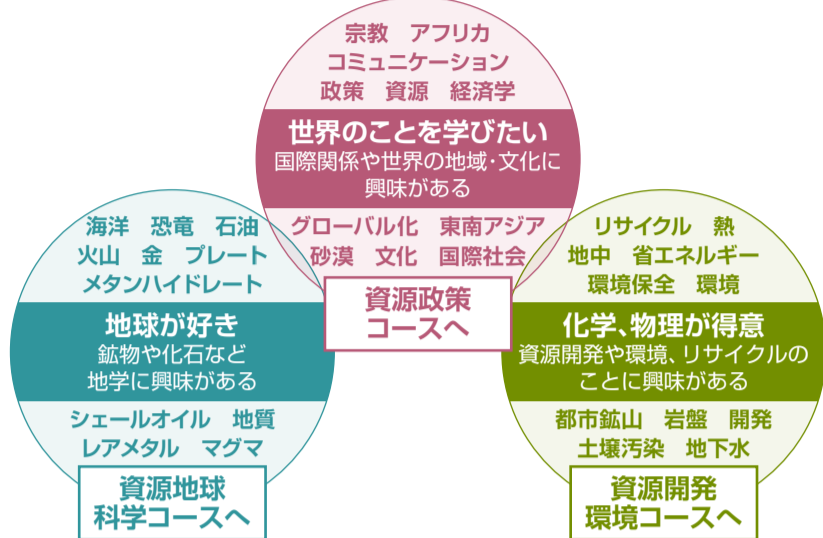 宗教 アフリカ
コミュニケーション
政策 資源 経済学
世界のことを学びたい
国際関係や世界の地域・文化に
興味がある
グローバル化 東南アジア
砂漠 文化 国際社会
資源政策
コースへ
海洋 恐竜 石油
火山 金 プレート
メタンハイドレート
地球が好き
鉱物や化石など
地学に興味がある
シェールオイル 地質
レアメタル マグマ
資源地球
科学コースへ
リサイクル 熱
地中 省エネルギー
環境保全 環境
化学、物理が得意
資源開発や環境、リサイクルの
ことに興味がある
都市鉱山 岩盤 開発
土壌汚染 地下水
資源開発
環境コースへ